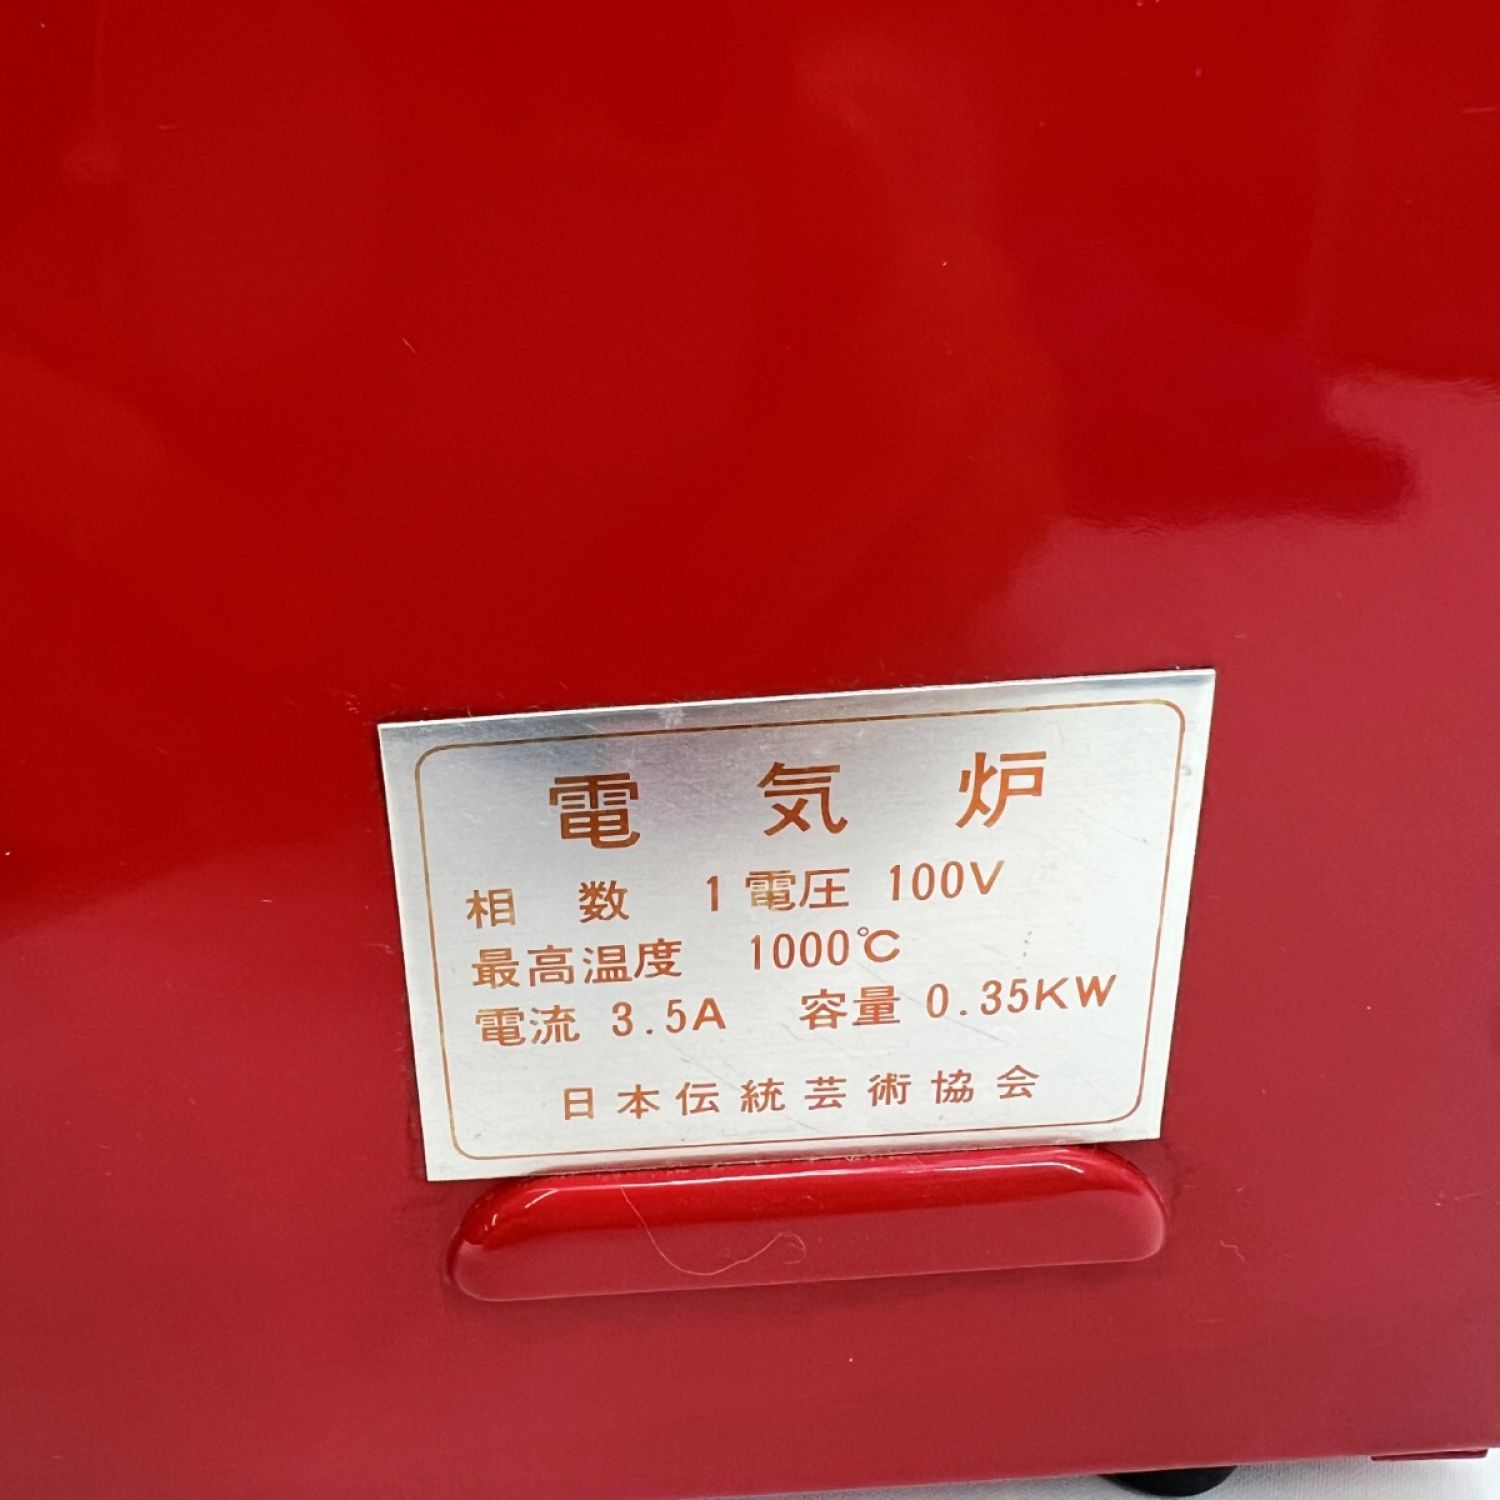 電気炉
相数 1 電圧 100V
最高温度 1000℃
電流 3.5A 容量 0.35KW
日本伝統芸術協会